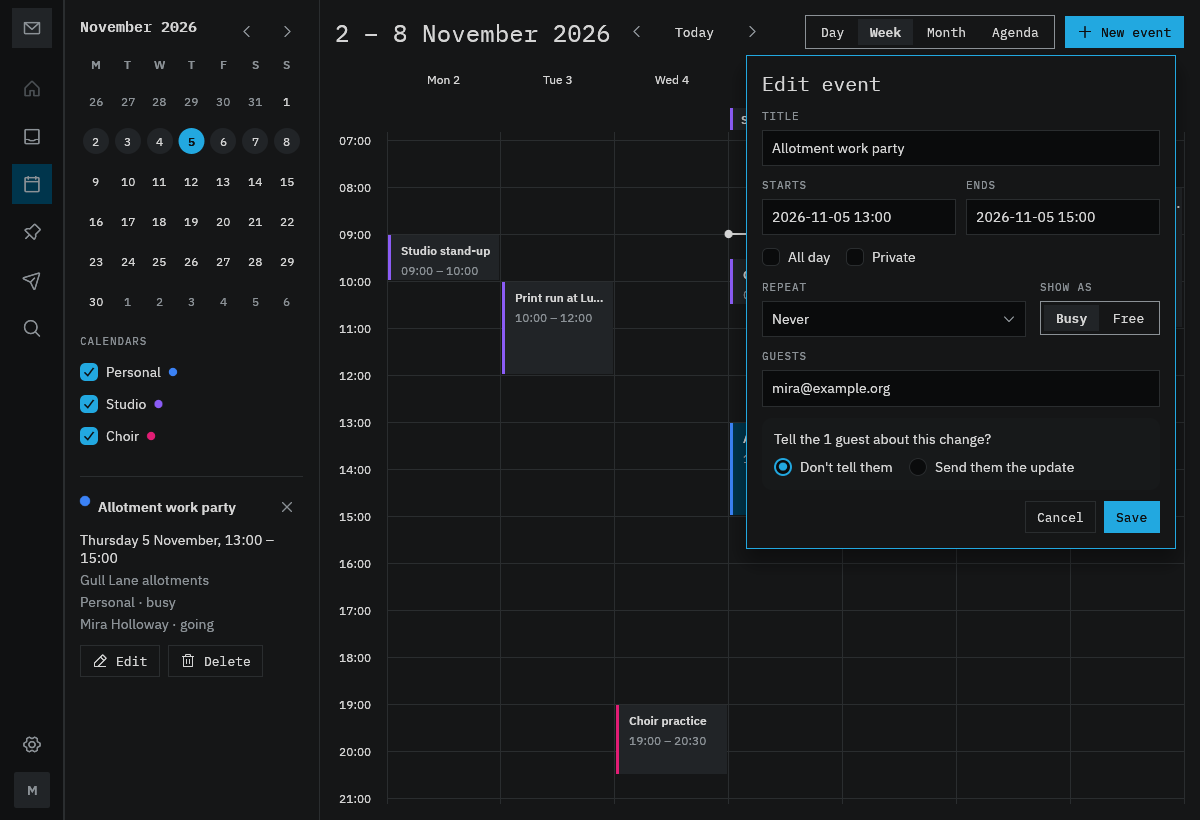 November 2026
M T W T F S S
26 27 28 29 30 31 1
2 3 4 5 6 7 8
9 10 11 12 13 14 15
16 17 18 19 20 21 22
23 24 25 26 27 28 29
30 1 2 3 4 5 6
CALENDARS
Personal
Studio
Choir
Allotment work party
Thursday 5 November, 13:00 –
15:00
Gull Lane allotments
Personal · busy
Mira Holloway · going
Edit Delete
M
2 – 8 November 2026
Today
Day Week Month Agenda
New event
Mon 2 Tue 3 Wed 4
07:00
08:00
09:00
10:00
11:00
12:00
13:00
14:00
15:00
16:00
17:00
18:00
19:00
20:00
21:00
Studio stand-up
09:00 – 10:00
Print run at Lu...
10:00 – 12:00
Choir practice
19:00 – 20:30
Edit event
TITLE
Allotment work party
STARTS ENDS
2026-11-05 13:00 2026-11-05 15:00
All day Private
REPEAT SHOW AS
Never Busy Free
GUESTS
mira@example.org
Tell the 1 guest about this change?
Don't tell them Send them the update
Cancel Save